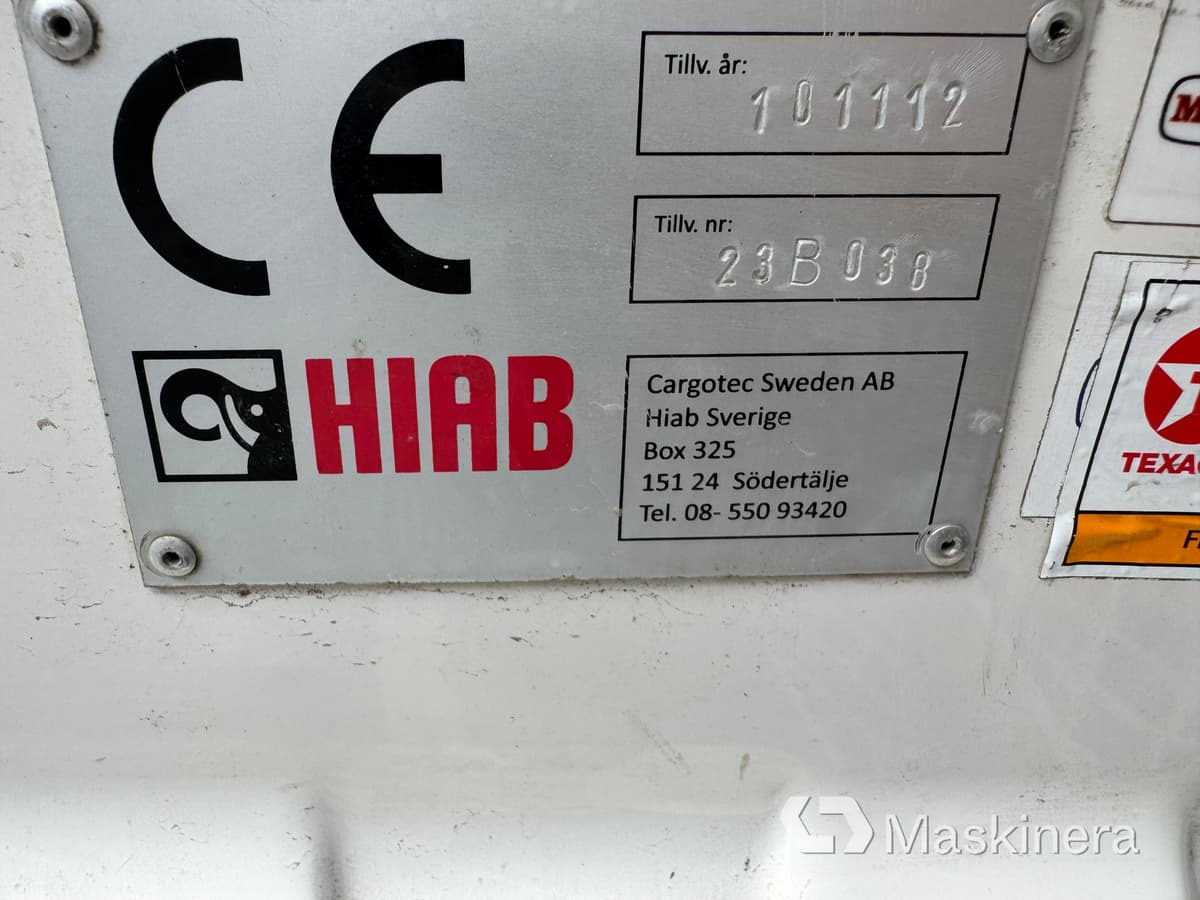 CE
Tillv. år:
101112
Tillv. nr:
23B038
HIAB
Cargotec Sweden AB
Hiab Sverige
Box 325
151 24 Södertälje
Tel. 08- 550 93420
M
TEXAC
F
Maskinera